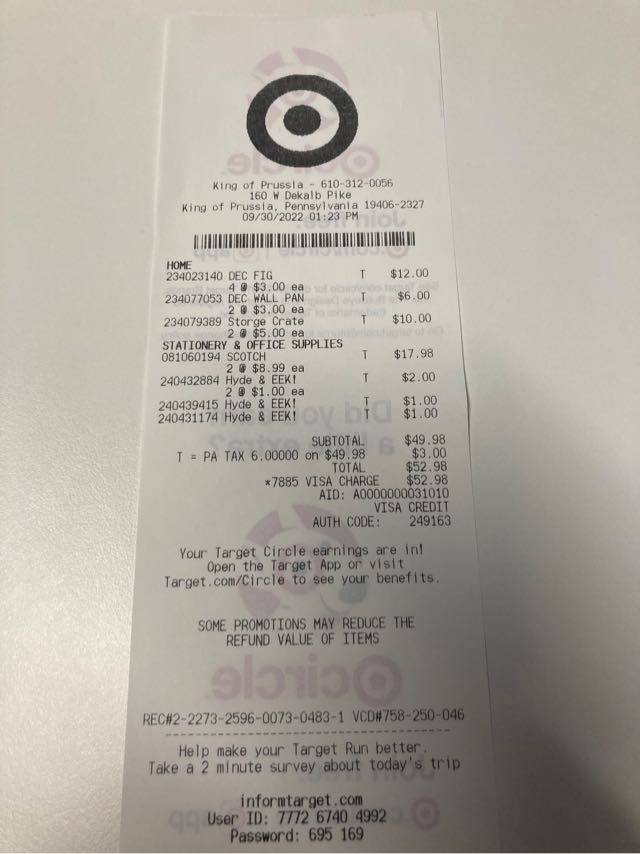 King of Prussia - 610-312-0056
160 W Dekalb Pike
King of Prussia, Pennsylvania 19406-2327
09/30/2022 01:23 PM
HOME
234023140 DEC FIG T $12.00
4 @ $3.00 ea
234077053 DEC WALL PAN T $6.00
2 @ $3.00 ea
234079389 Storge Crate T $10.00
2 @ $5.00 ea
STATIONERY & OFFICE SUPPLIES
081060194 SCOTCH T $17.98
2 @ $8.99 ea
240432884 Hyde & EEK! T $2.00
2 @ $1.00 ea
240439415 Hyde & EEK! T $1.00
240431174 Hyde & EEK! T $1.00
SUBTOTAL $49.98
T = PA TAX 6.00000 on $49.98 $3.00
TOTAL $52.98
*7885 VISA CHARGE $52.98
AID: A0000000031010
VISA CREDIT
AUTH CODE: 249163
Your Target Circle earnings are in!
Open the Target App or visit
Target.com/Circle to see your benefits.
SOME PROMOTIONS MAY REDUCE THE
REFUND VALUE OF ITEMS
REC#2-2273-2596-0073-0483-1 VCD#758-250-046
Help make your Target Run better.
Take a 2 minute survey about today's trip
informtarget.com
User ID: 7772 6740 4992
Password: 695 169